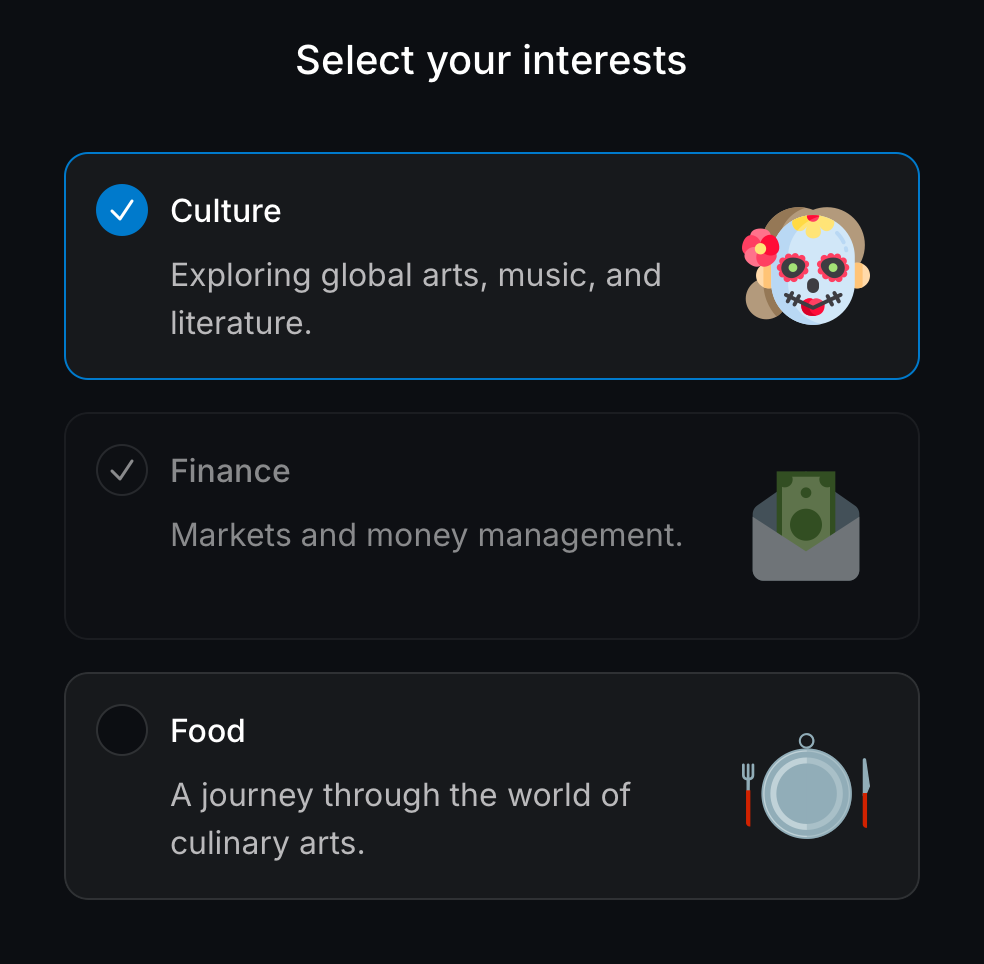 Select your interests
Culture
Exploring global arts, music, and
literature.
Finance
Markets and money management.
Food
A journey through the world of
culinary arts.